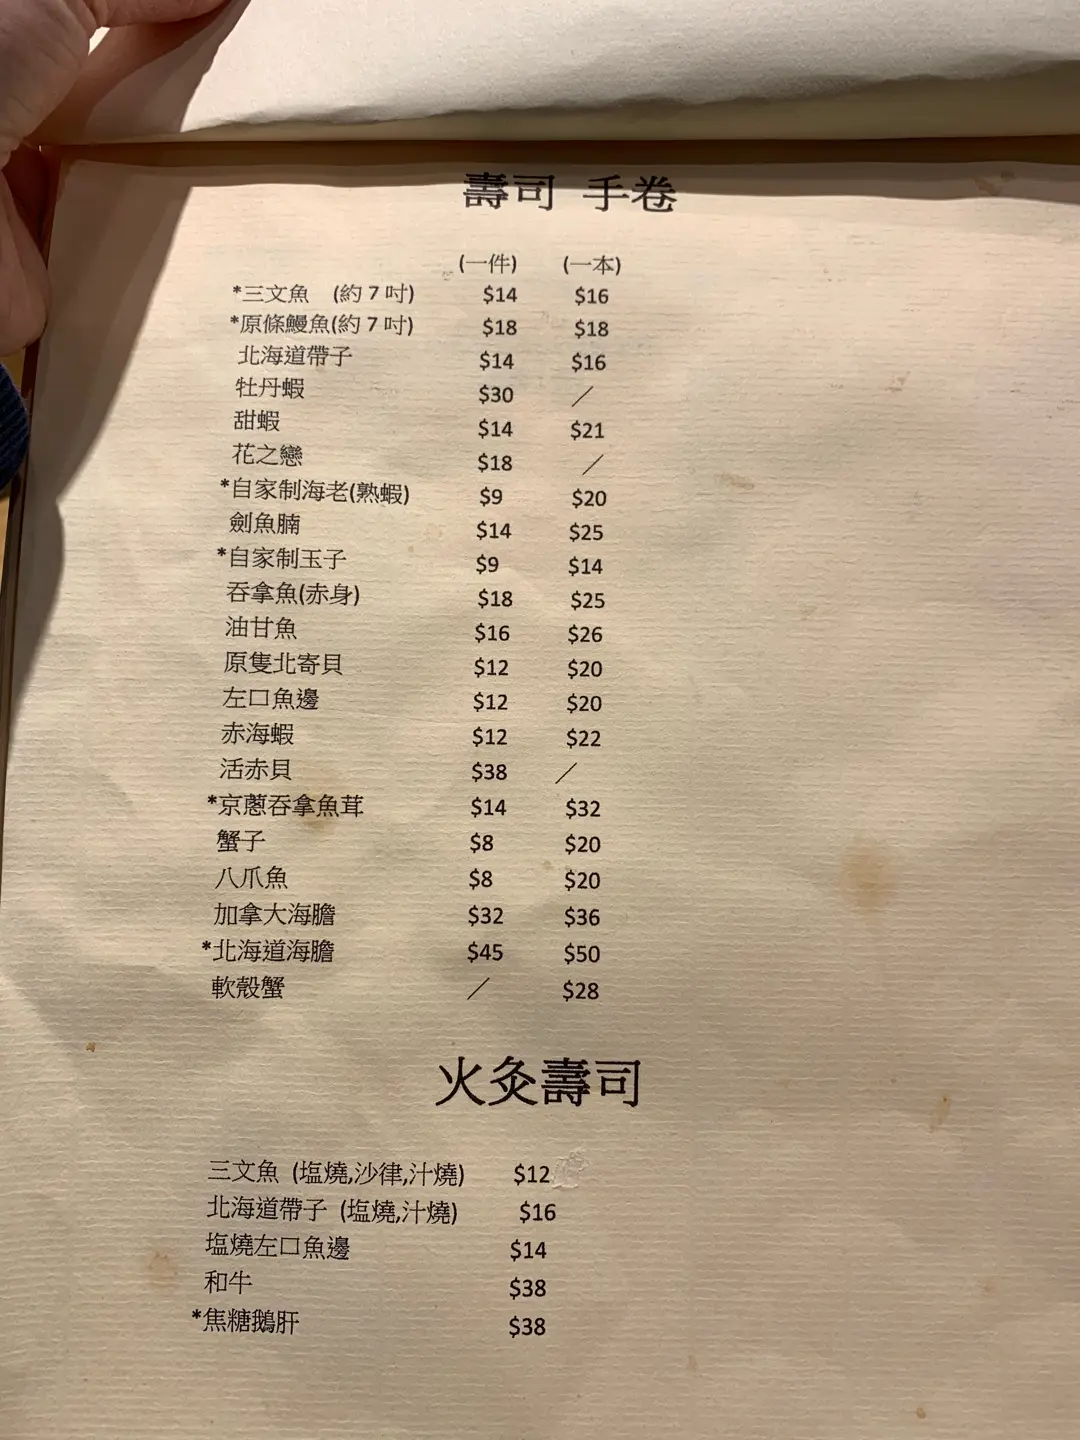 壽司 手卷
(一件) (一本)
*三文魚 (約7吋) $14 $16
*原條鰻魚(約7吋) $18 $18
北海道帶子 $14 $16
牡丹蝦 $30 ／
甜蝦 $14 $21
花之戀 $18 ／
*自家制海老(熟蝦) $9 $20
劍魚腩 $14 $25
*自家制玉子 $9 $14
吞拿魚(赤身) $18 $25
油甘魚 $16 $26
原隻北寄貝 $12 $20
左口魚邊 $12 $20
赤海蝦 $12 $22
活赤貝 $38 ／
*京蔥吞拿魚茸 $14 $32
蟹子 $8 $20
八爪魚 $8 $20
加拿大海膽 $32 $36
*北海道海膽 $45 $50
軟殼蟹 ／ $28
火灸壽司
三文魚 (塩燒,沙律,汁燒) $12
北海道帶子 (塩燒,汁燒) $16
塩燒左口魚邊 $14
和牛 $38
*焦糖鵝肝 $38